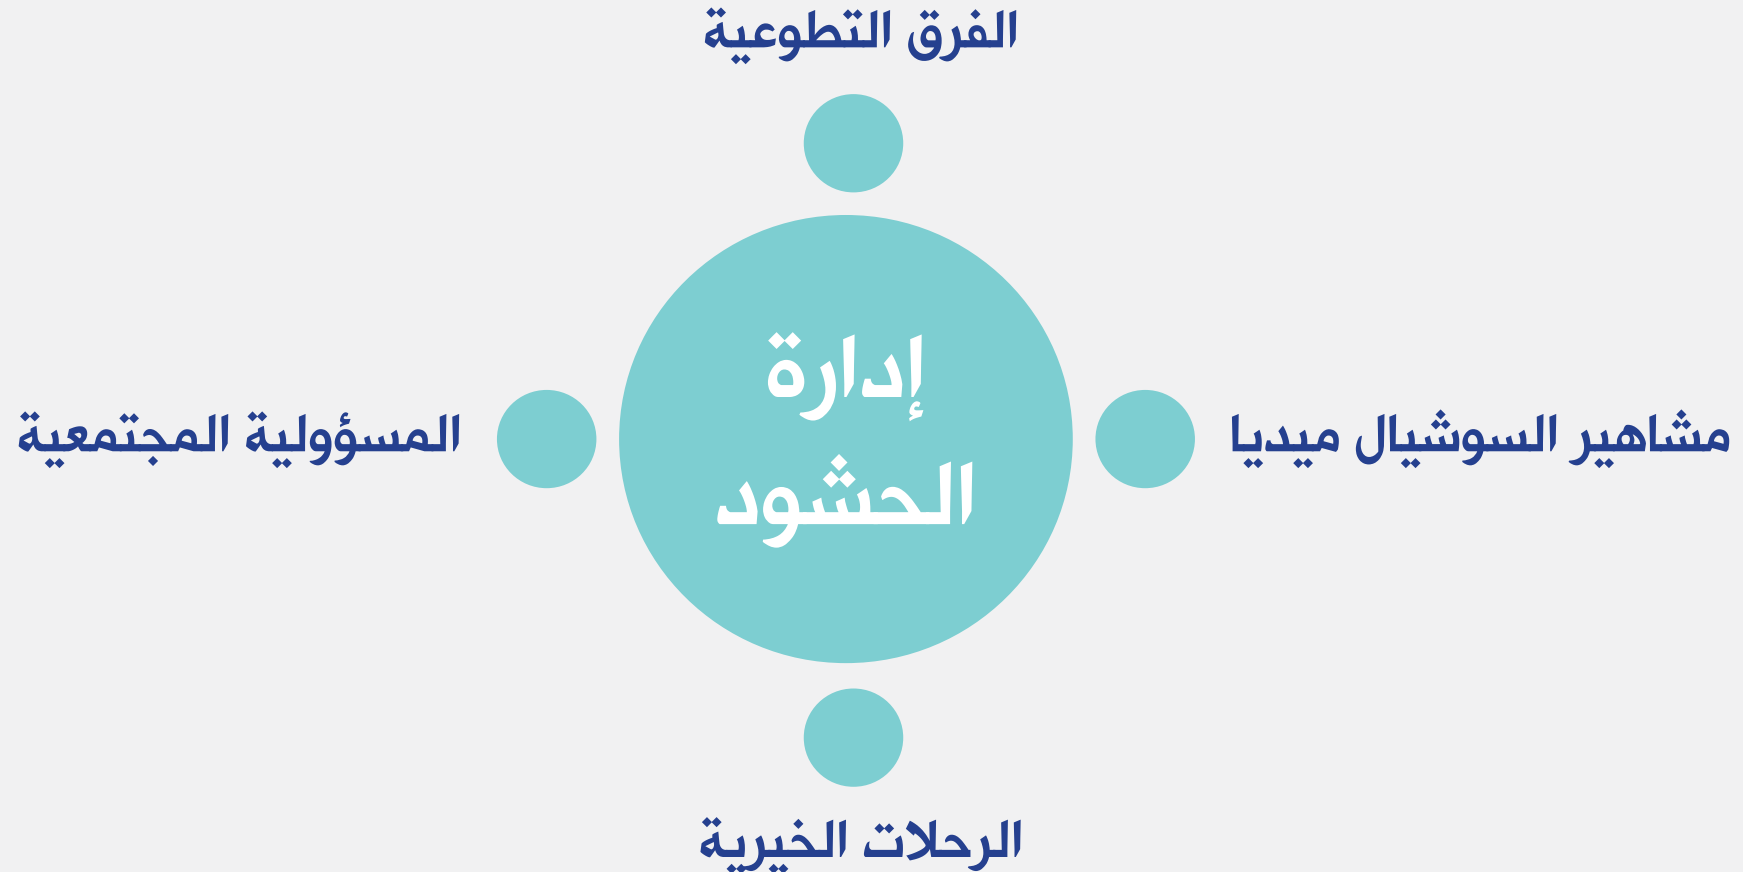 الفرق التطوعية
إدارة
الحشود
مشاهير السوشيال ميديا
المسؤولية المجتمعية
الرحلات الخيرية